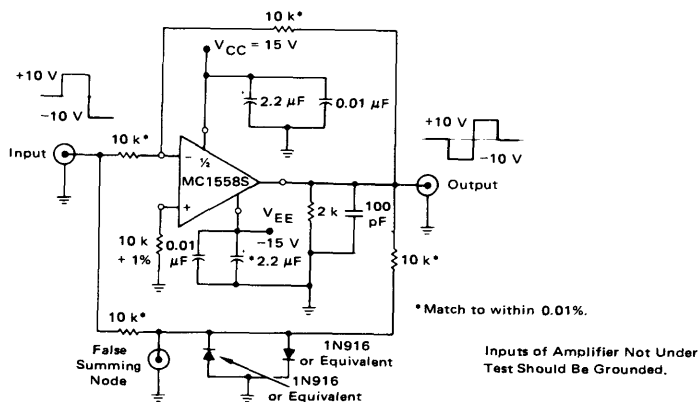 10 k*
VCC = 15 V
+10 V
-10 V
2.2 µF
0.01 µF
+10 V
-10 V
10 k*
Input
-
½
MC1558S
+
Output
VEE
-15 V
2 k
100
pF
10 k
+ 1%
0.01
µF
*2.2 µF
10 k*
*Match to within 0.01%.
10 k*
False
Summing
Node
1N916
or Equivalent
1N916
or Equivalent
Inputs of Amplifier Not Under
Test Should Be Grounded.